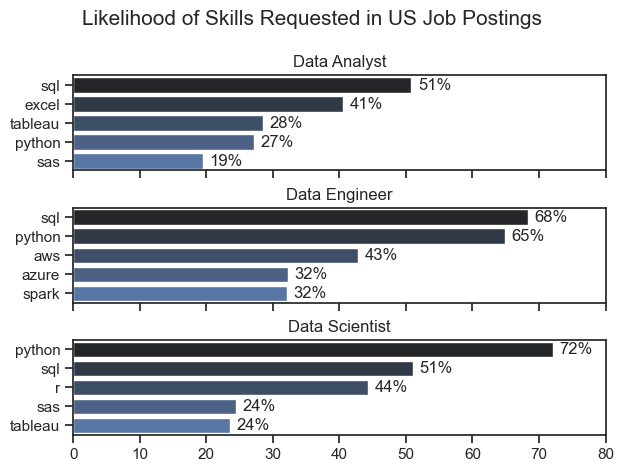 Likelihood of Skills Requested in US Job Postings
Data Analyst
sql 51%
excel 41%
tableau 28%
python 27%
sas 19%
Data Engineer
sql 68%
python 65%
aws 43%
azure 32%
spark 32%
Data Scientist
python 72%
sql 51%
r 44%
sas 24%
tableau 24%
0 10 20 30 40 50 60 70 80